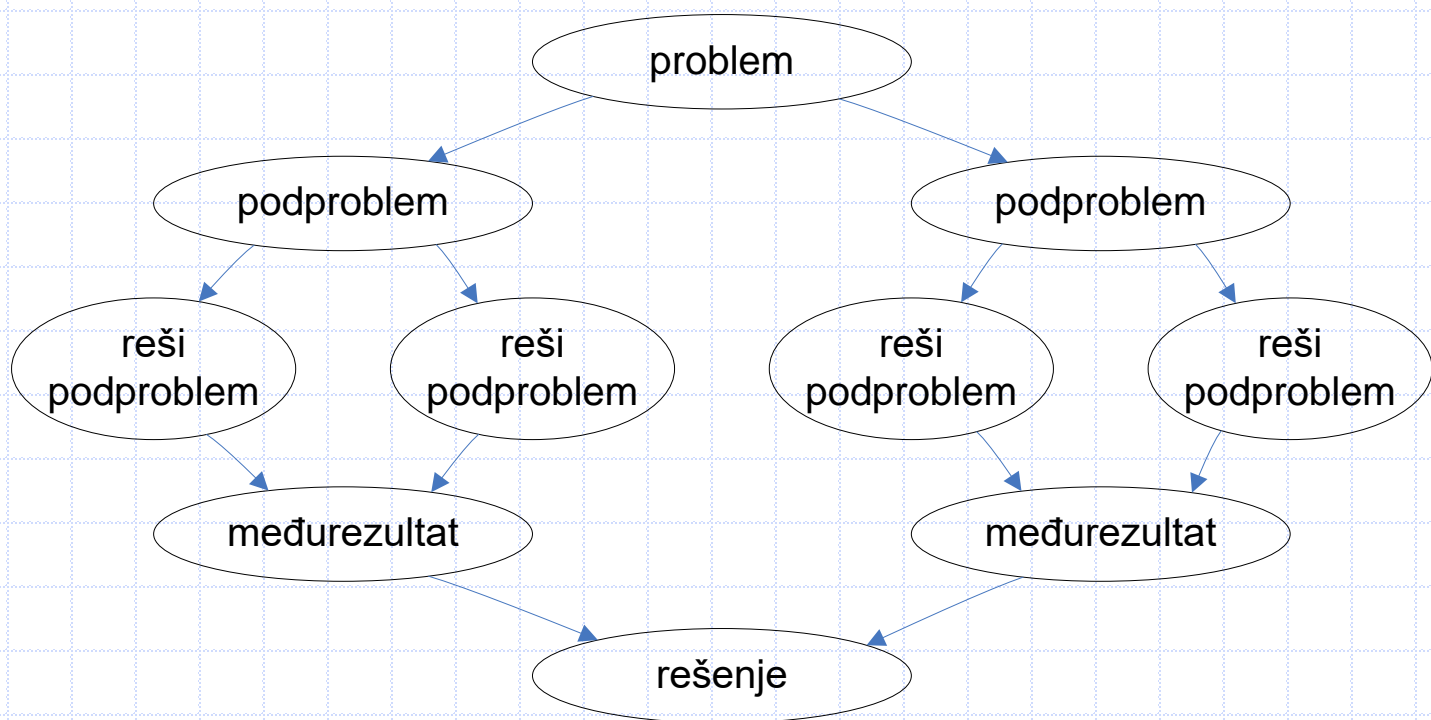 problem
podproblem
podproblem
reši
podproblem
reši
podproblem
reši
podproblem
reši
podproblem
međurezultat
međurezultat
rešenje